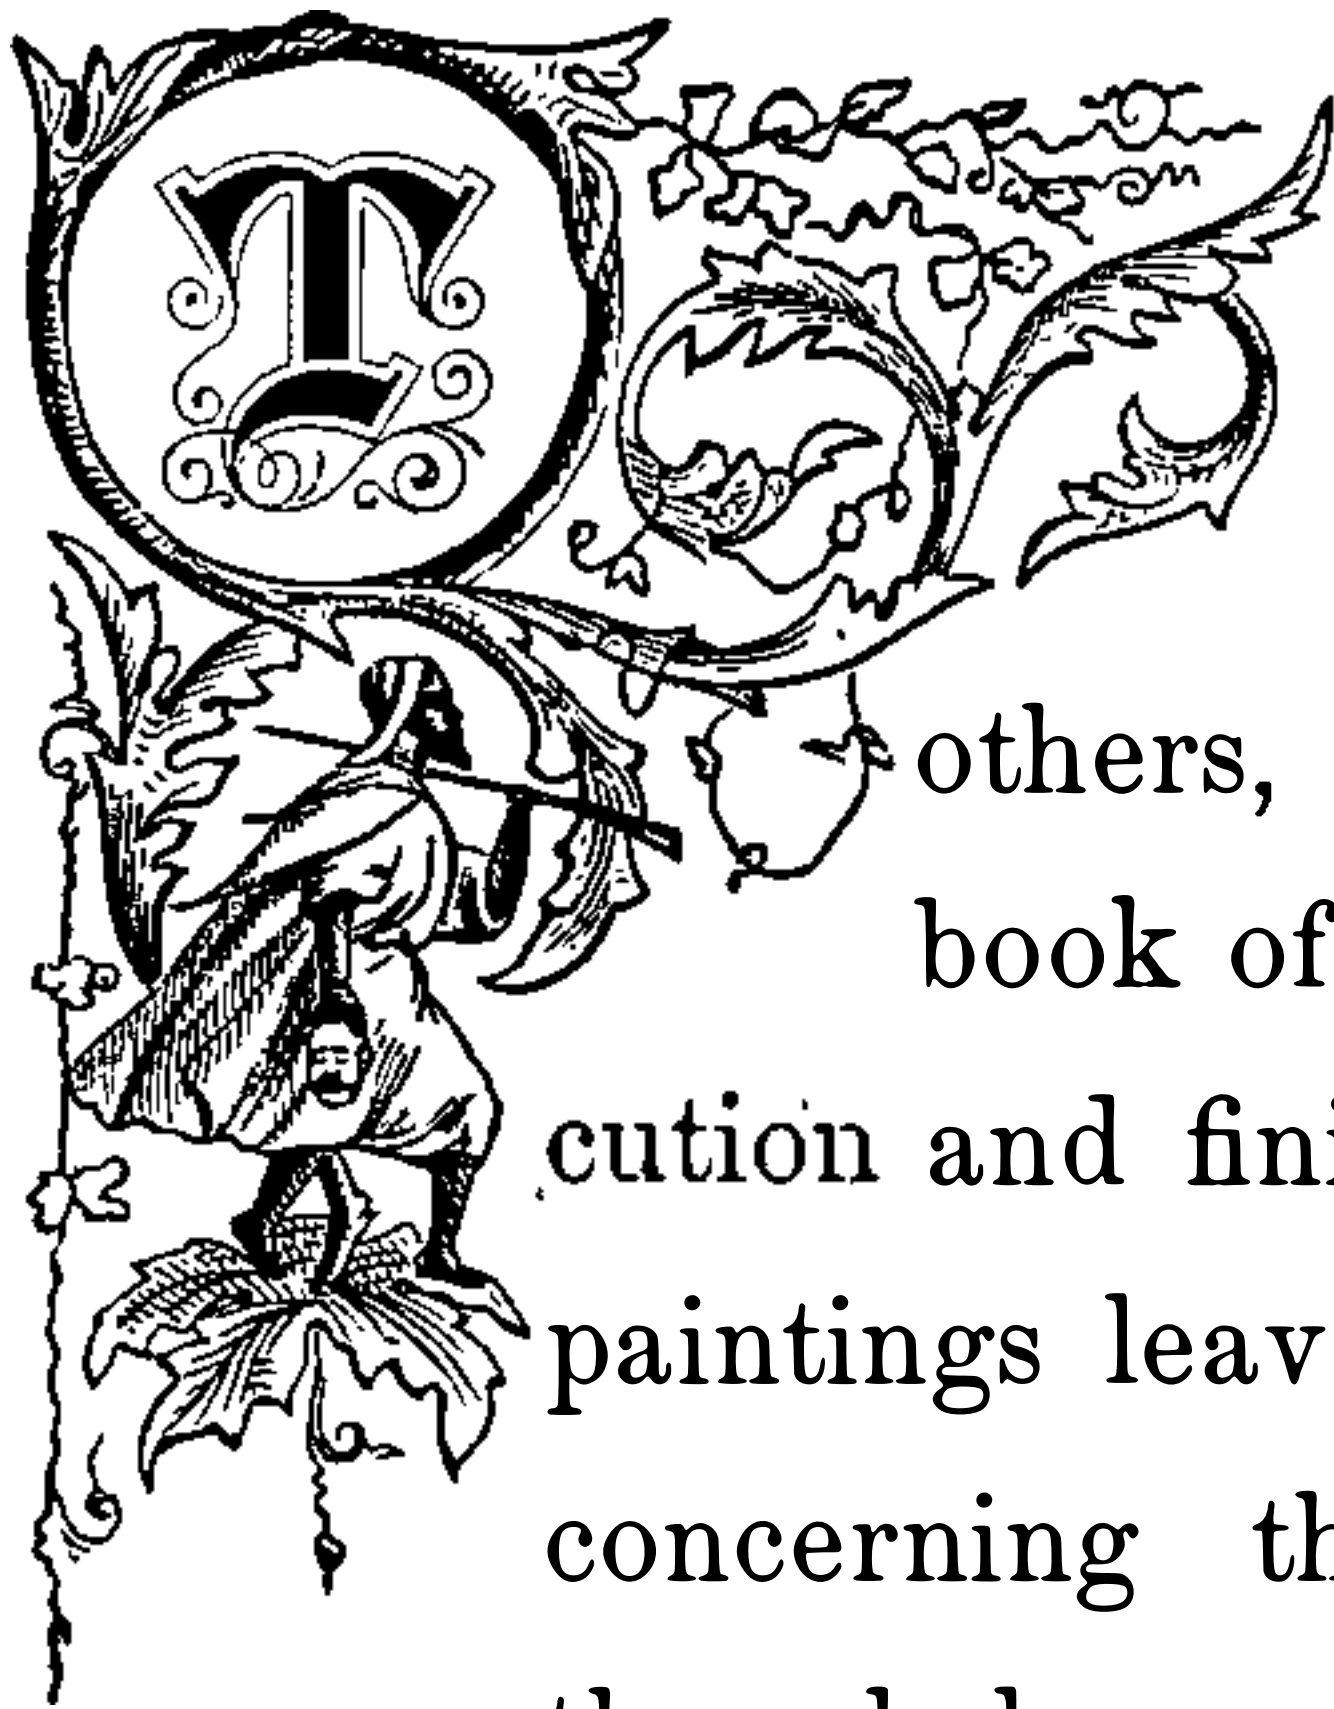 T
others,
book of
cution and fini
paintings leav
concerning th